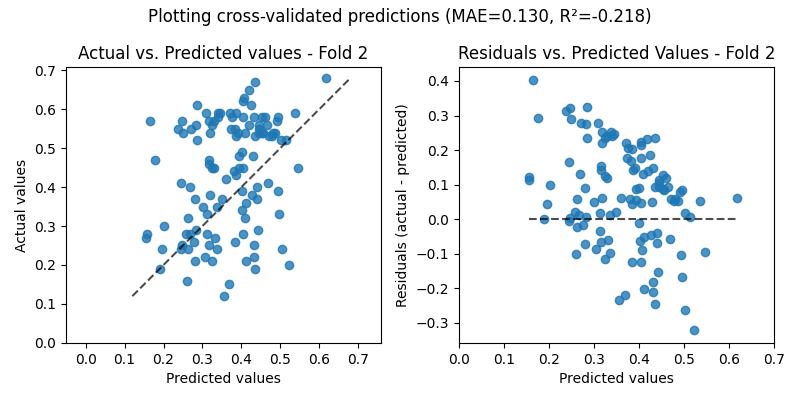 Plotting cross-validated predictions (MAE=0.130, R²=-0.218)
Actual vs. Predicted values - Fold 2
Actual values
0.7
0.6
0.5
0.4
0.3
0.2
0.1
0.0
0.0 0.1 0.2 0.3 0.4 0.5 0.6 0.7
Predicted values
Residuals vs. Predicted Values - Fold 2
Residuals (actual - predicted)
0.4
0.3
0.2
0.1
0.0
−0.1
−0.2
−0.3
0.0 0.1 0.2 0.3 0.4 0.5 0.6 0.7
Predicted values